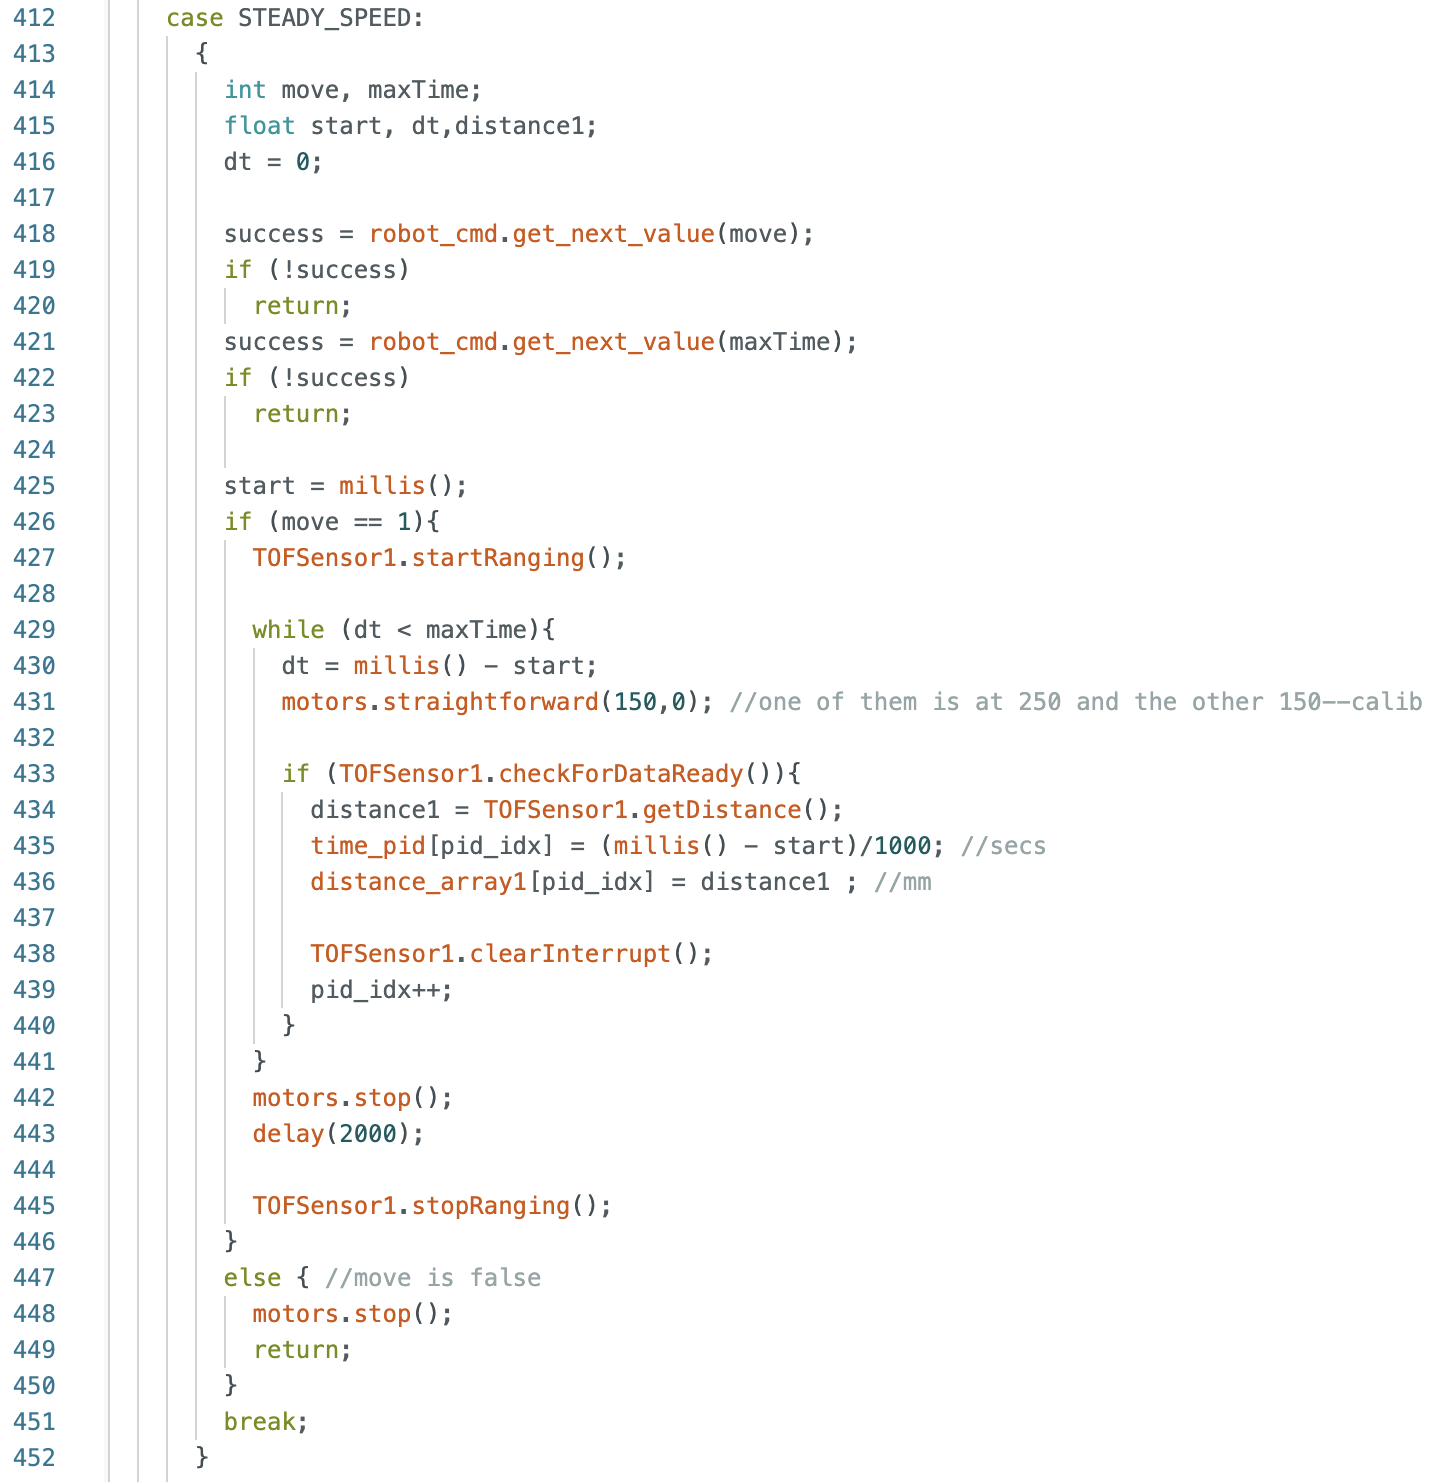 412 case STEADY_SPEED:
413 {
414 int move, maxTime;
415 float start, dt,distance1;
416 dt = 0;
417
418 success = robot_cmd.get_next_value(move);
419 if (!success)
420 return;
421 success = robot_cmd.get_next_value(maxTime);
422 if (!success)
423 return;
424
425 start = millis();
426 if (move == 1){
427 TOFSensor1.startRanging();
428
429 while (dt < maxTime){
430 dt = millis() - start;
431 motors.straightforward(150,0); //one of them is at 250 and the other 150--calib
432
433 if (TOFSensor1.checkForDataReady()){
434 distance1 = TOFSensor1.getDistance();
435 time_pid[pid_idx] = (millis() - start)/1000; //secs
436 distance_array1[pid_idx] = distance1 ; //mm
437
438 TOFSensor1.clearInterrupt();
439 pid_idx++;
440 }
441 }
442 motors.stop();
443 delay(2000);
444
445 TOFSensor1.stopRanging();
446 }
447 else { //move is false
448 motors.stop();
449 return;
450 }
451 break;
452 }